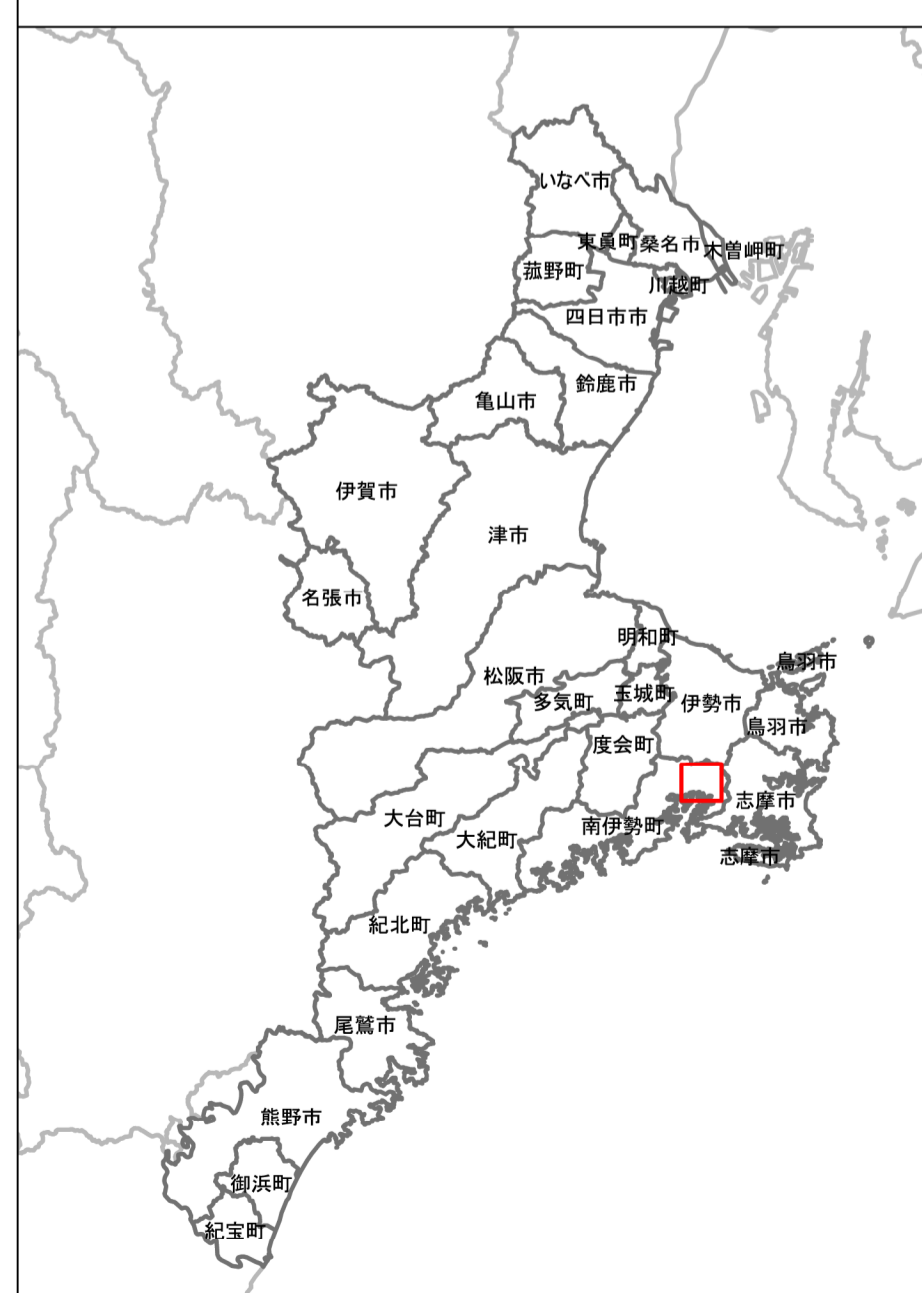 いなべ市
東員町
桑名市
木曽岬町
菰野町
川越町
四日市市
鈴鹿市
亀山市
伊賀市
津市
名張市
明和町
鳥羽市
松阪市
多気町
玉城町
伊勢市
鳥羽市
度会町
志摩市
大台町
南伊勢町
大紀町
志摩市
紀北町
尾鷲市
熊野市
御浜町
紀宝町